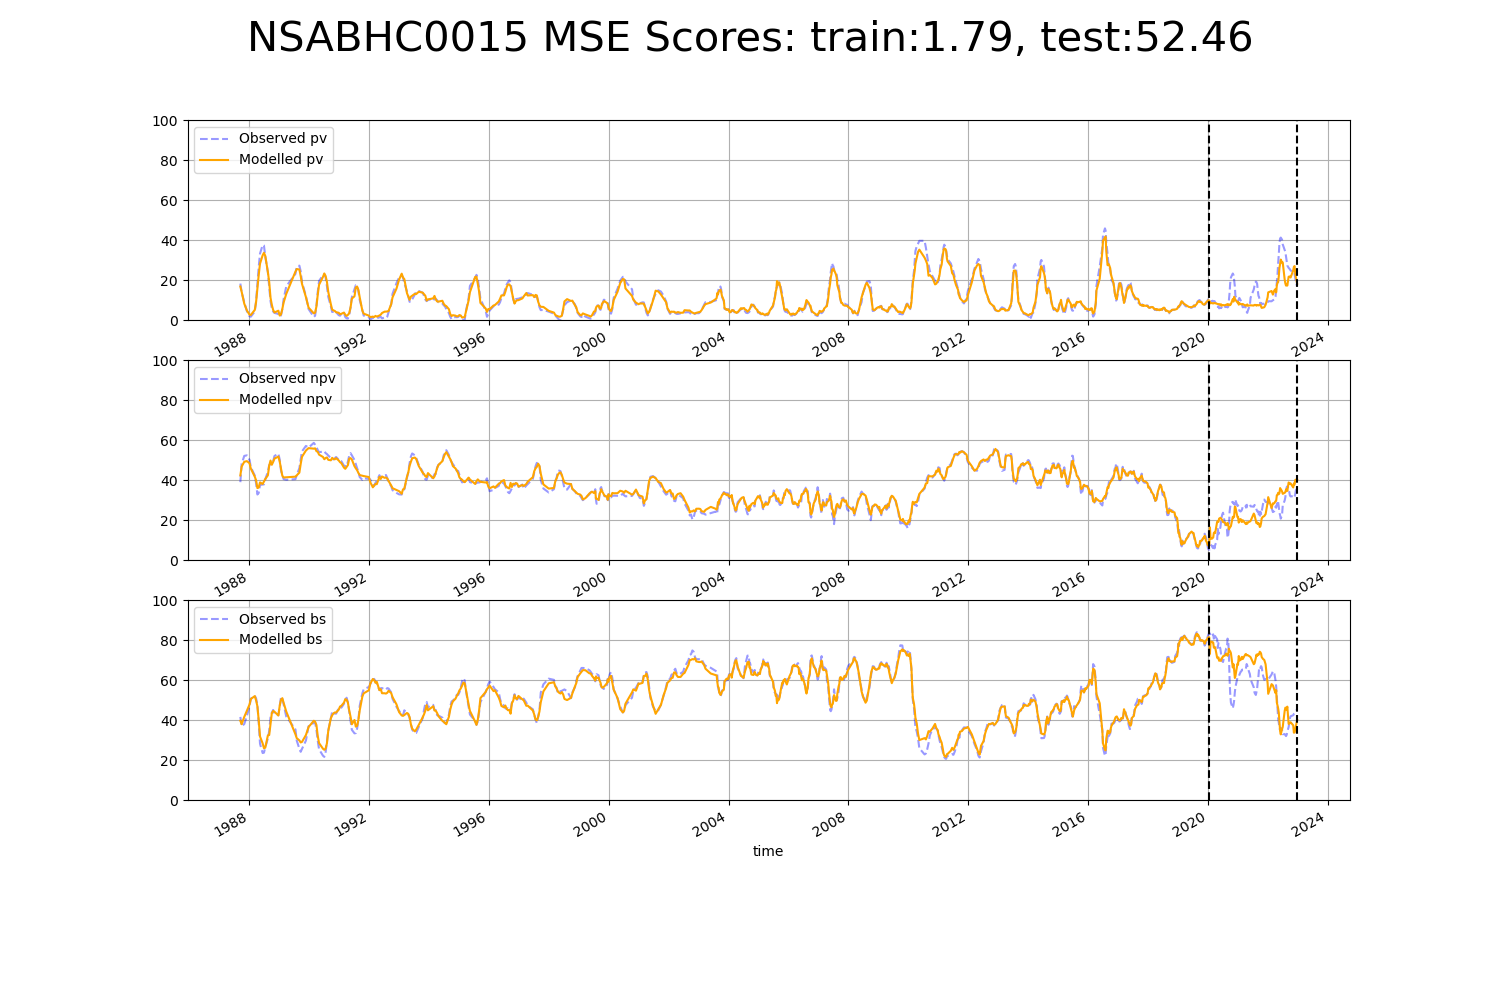 NSABHC0015 MSE Scores: train:1.79, test:52.46
100
80
60
40
20
0
Observed pv
Modelled pv
1988 1992 1996 2000 2004 2008 2012 2016 2020 2024
100
80
60
40
20
0
Observed npv
Modelled npv
1988 1992 1996 2000 2004 2008 2012 2016 2020 2024
100
80
60
40
20
0
Observed bs
Modelled bs
1988 1992 1996 2000 2004 2008 2012 2016 2020 2024
time